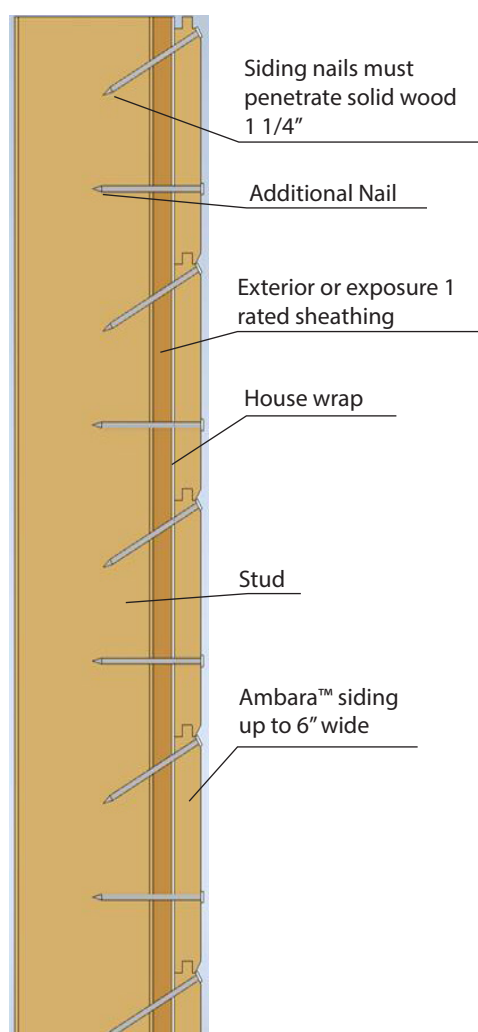 Siding nails must
penetrate solid wood
1 1/4”
Additional Nail
Exterior or exposure 1
rated sheathing
House wrap
Stud
Ambara™ siding
up to 6” wide